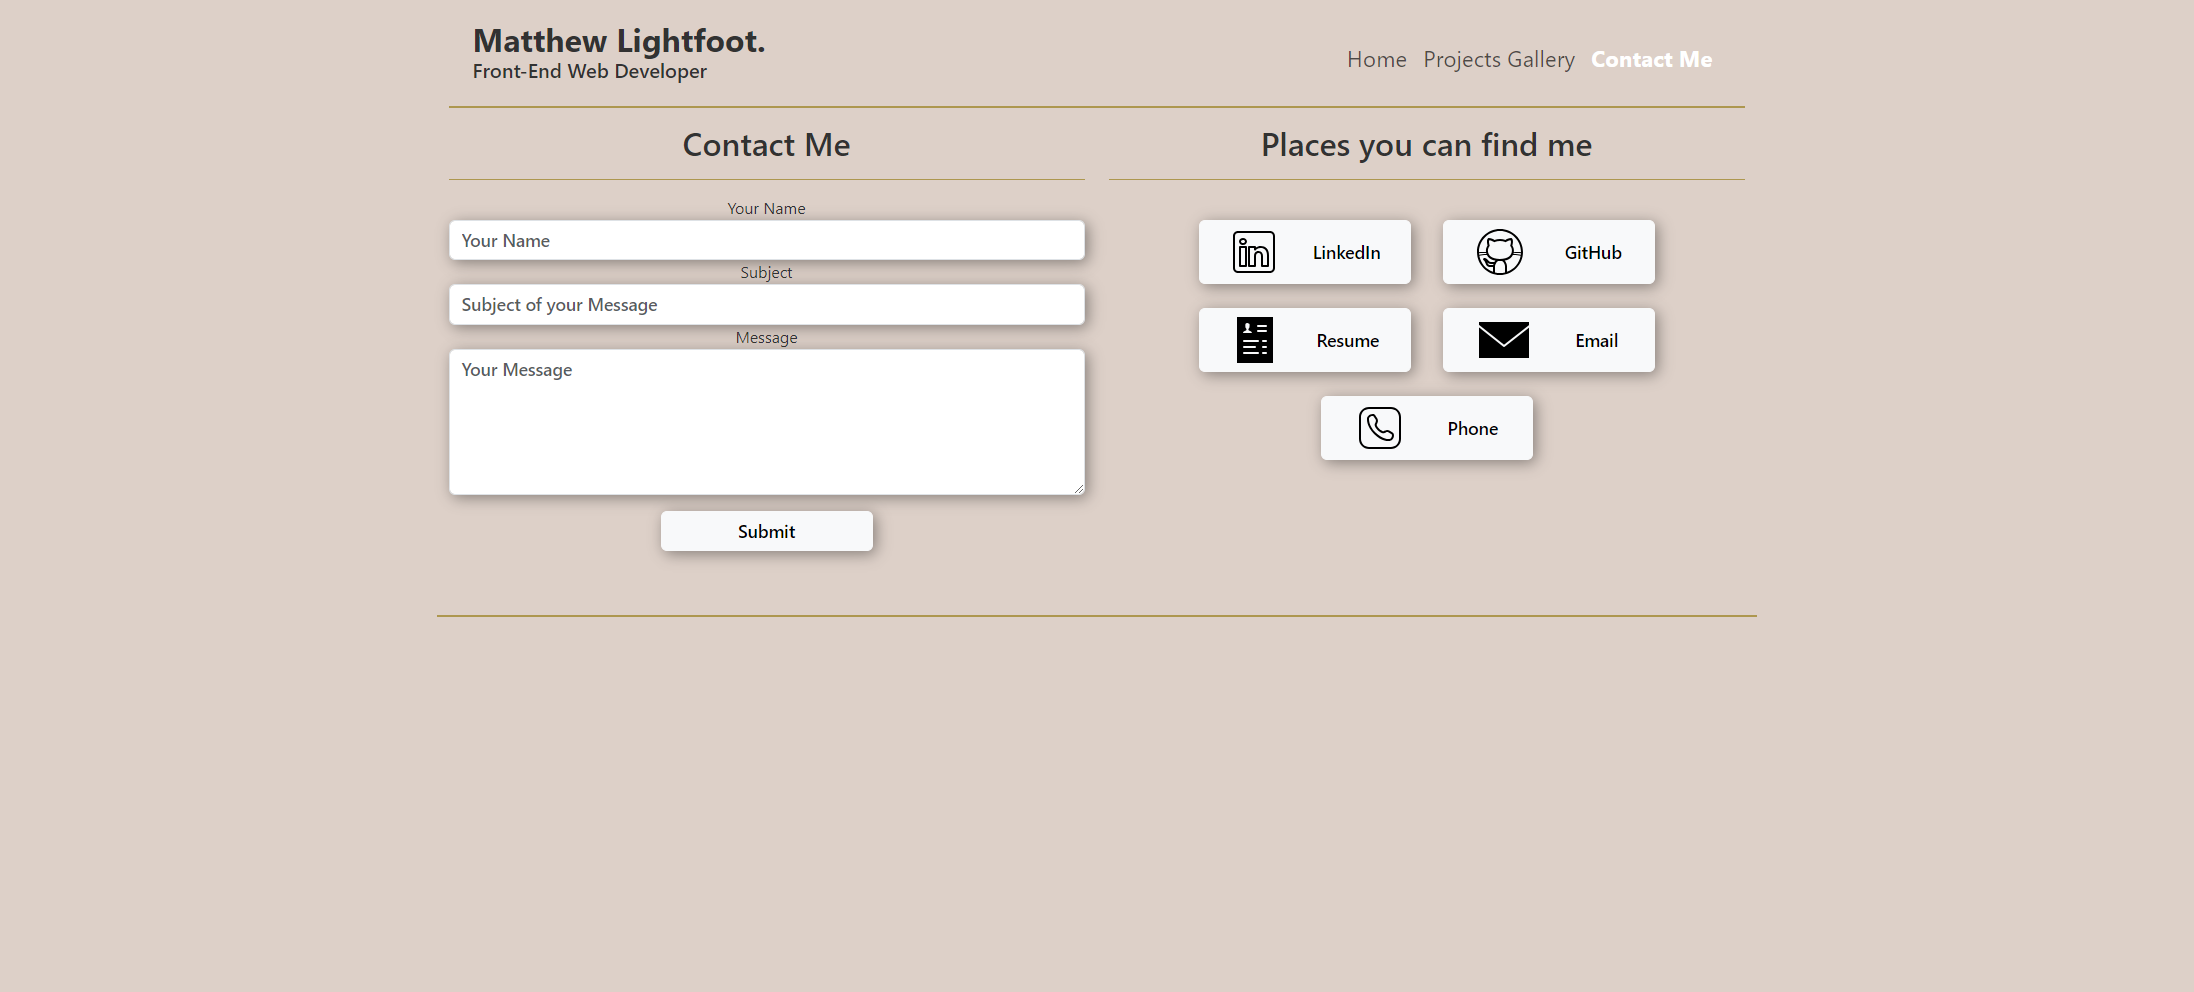 Matthew Lightfoot.
Front-End Web Developer
Home Projects Gallery Contact Me
Contact Me
Your Name
Your Name
Subject
Subject of your Message
Message
Your Message
Submit
Places you can find me
in LinkedIn
GitHub
Resume
Email
Phone